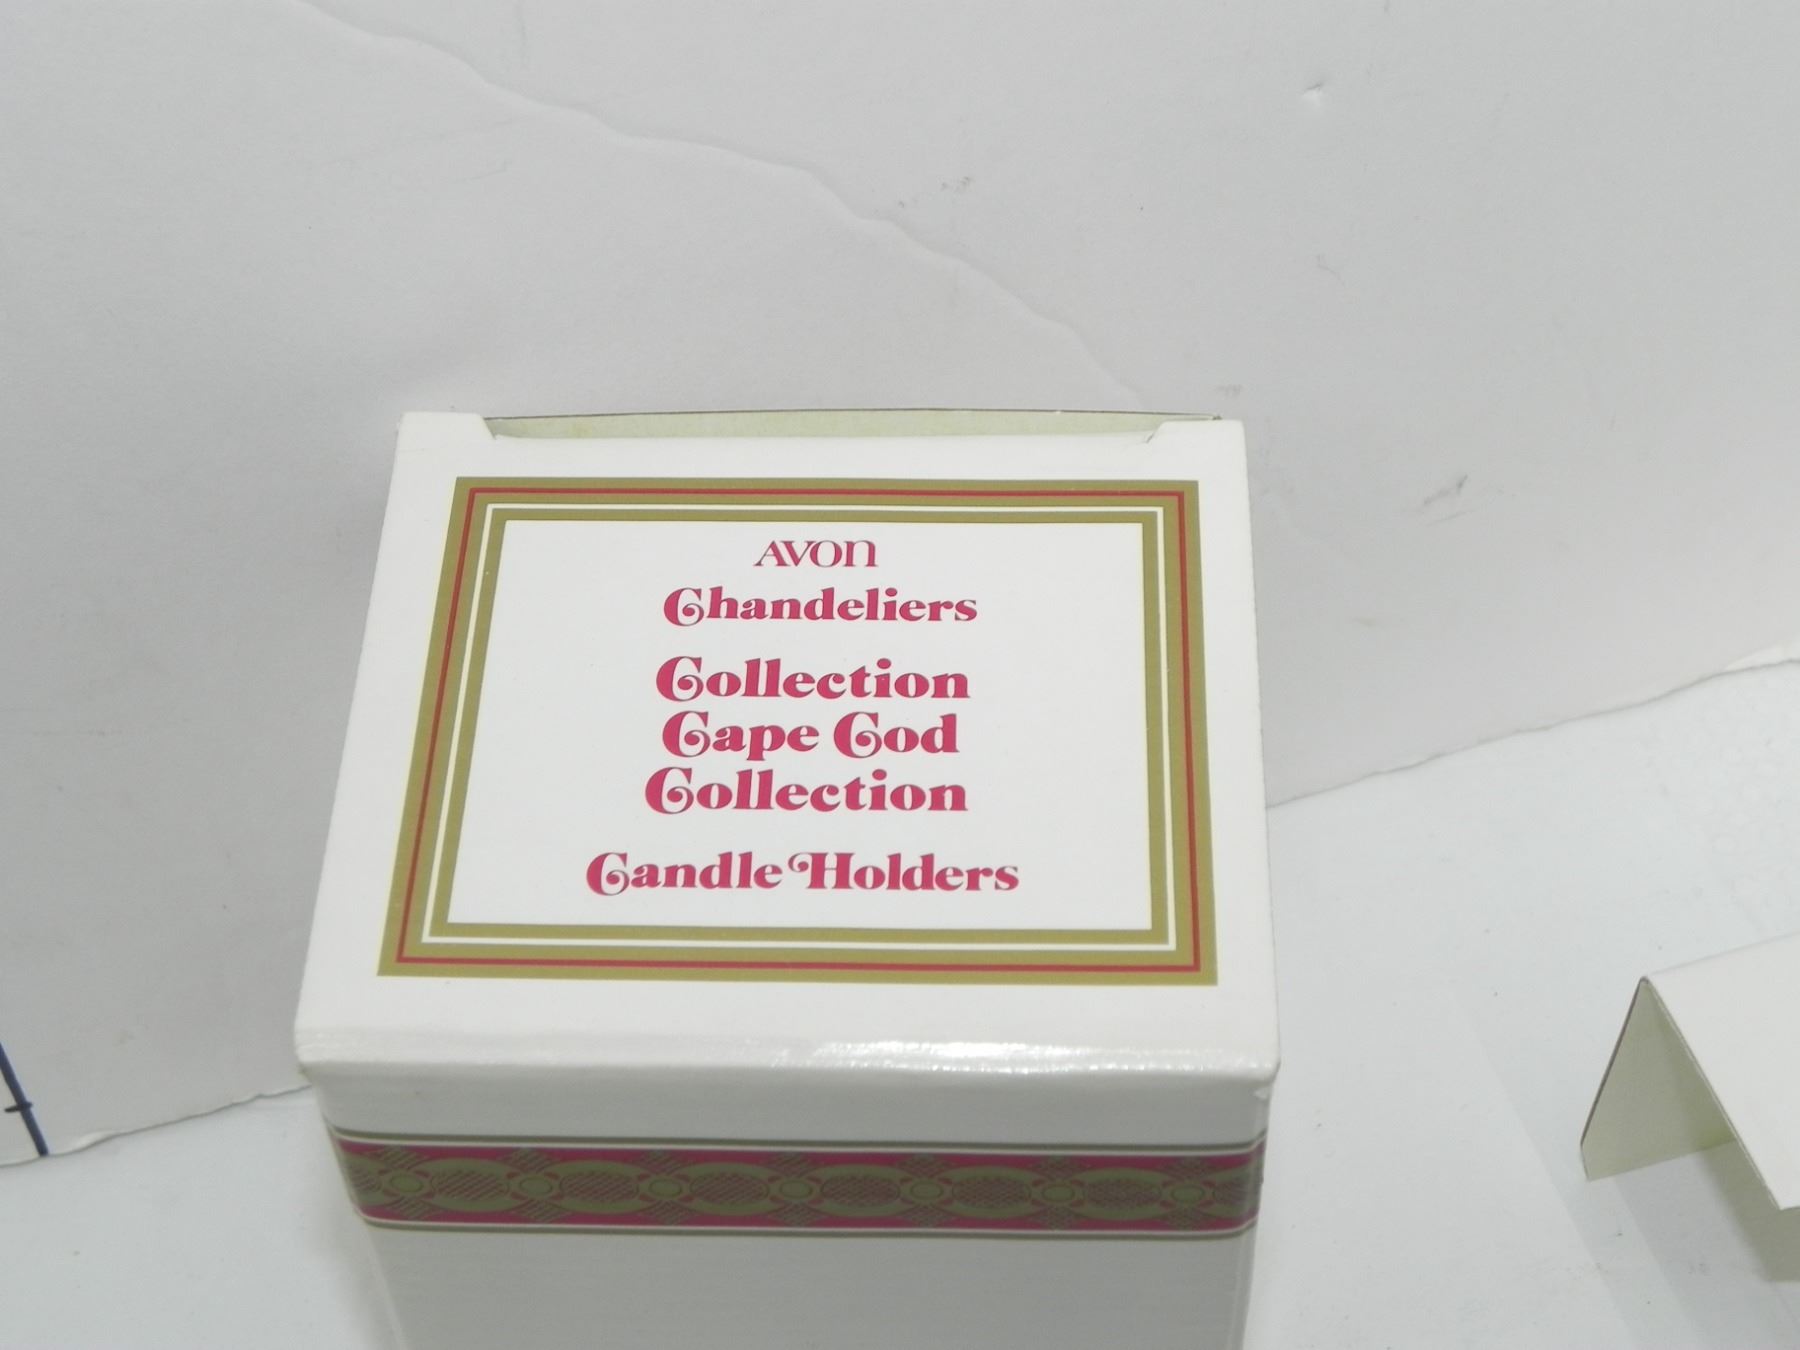 AVON
Chandeliers
Collection
Cape Cod
Collection
Candle Holders